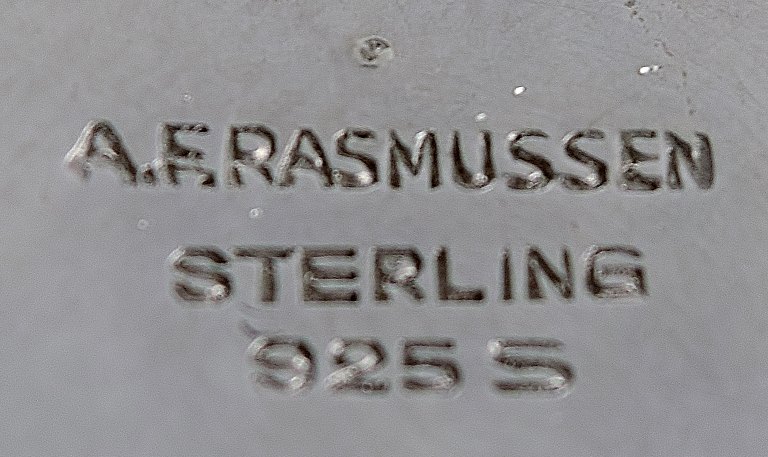 A.F.RASMUSSEN
STERLING
925 S